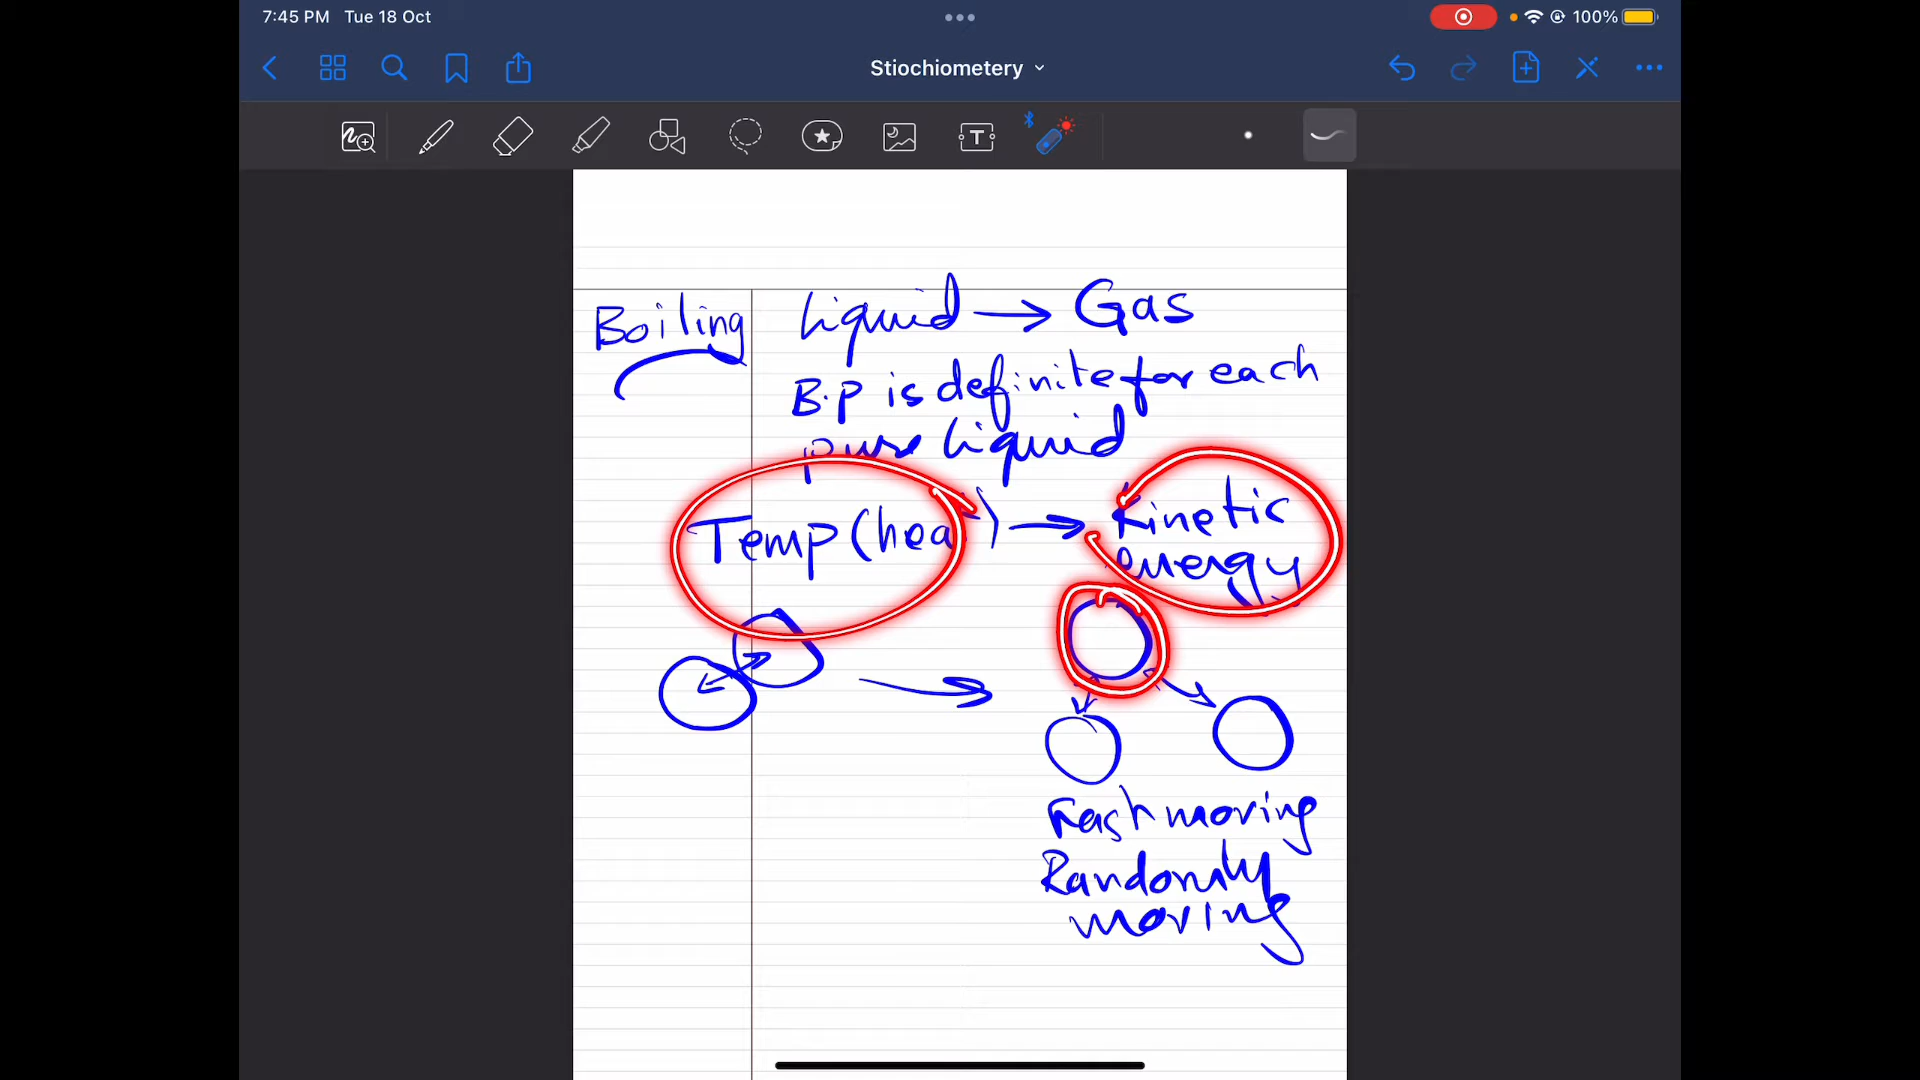 7:45 PM Tue 18 Oct
100%
Stiochiometery
T
Boiling Liquid → Gas
B.P is definite for each
pure liquid
Temp (hea ) → Kinetic
energy
Fast moving
Randomly
moving